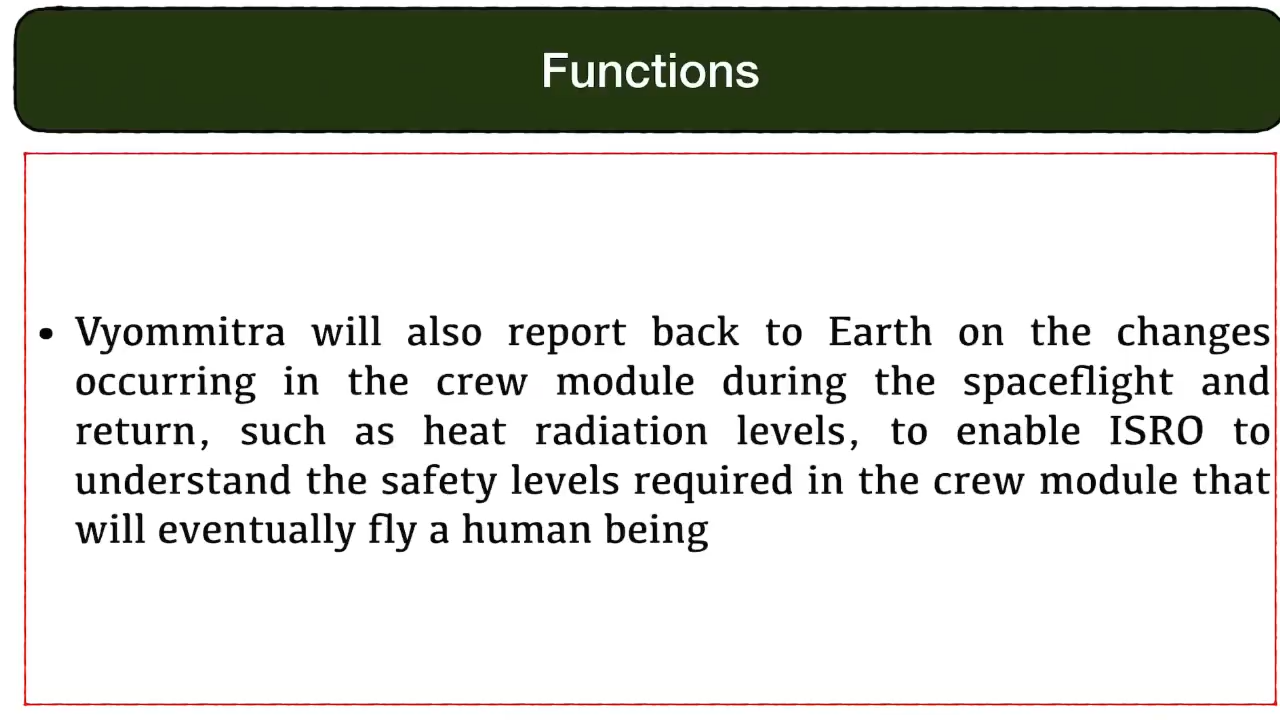 Functions
• Vyommitra will also report back to Earth on the changes
occurring in the crew module during the spaceflight and
return, such as heat radiation levels, to enable ISRO to
understand the safety levels required in the crew module that
will eventually fly a human being